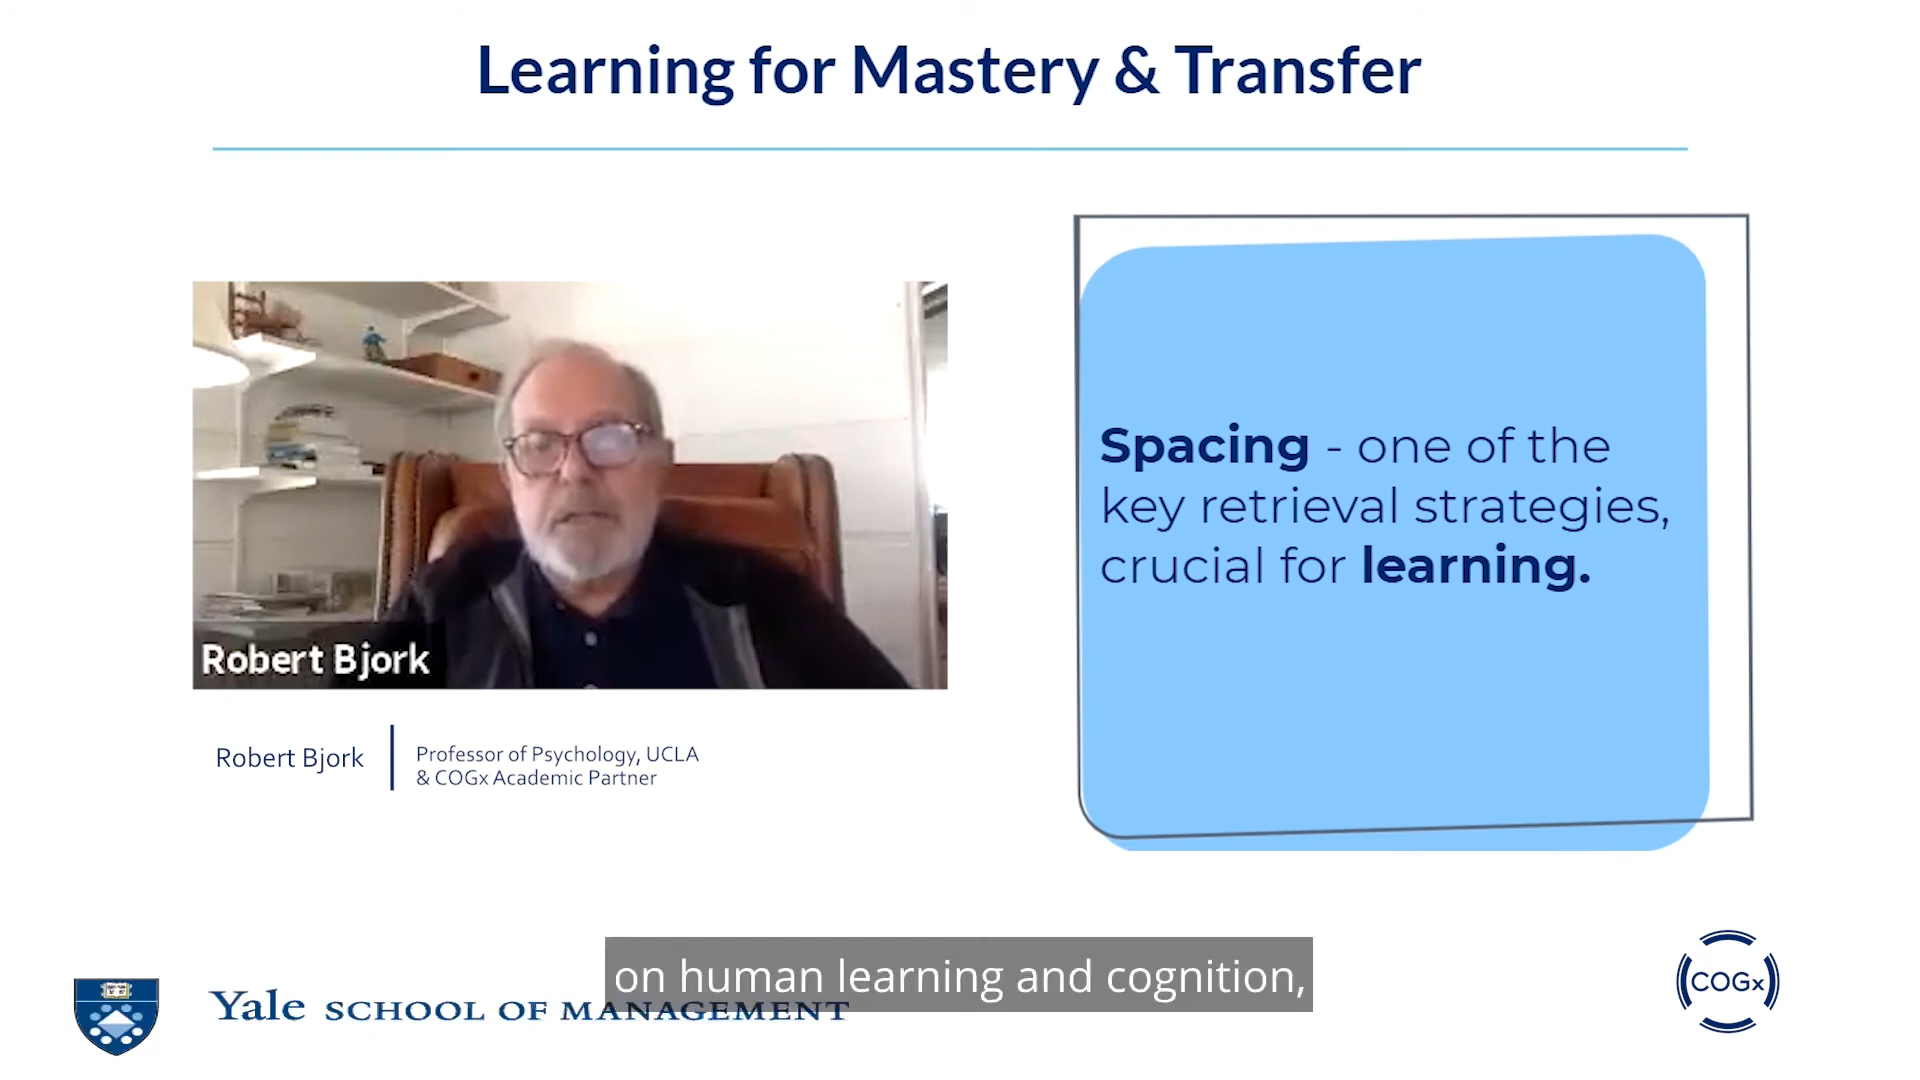 Learning for Mastery & Transfer
Robert Bjork
Robert Bjork
Professor of Psychology, UCLA
& COGx Academic Partner
Spacing - one of the
key retrieval strategies,
crucial for learning.
on human learning and cognition,
Yale SCHOOL OF MANAGEMENT
COGx